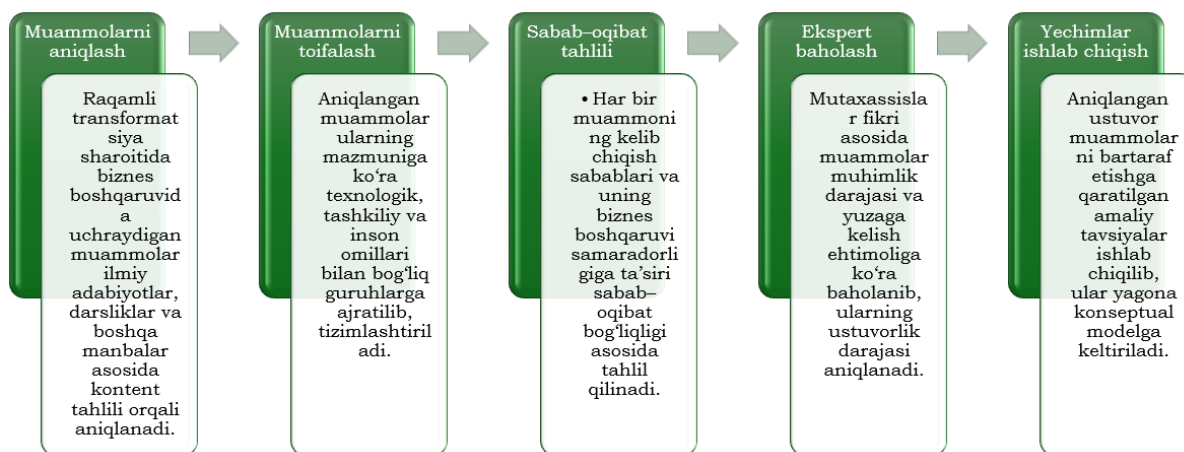 Muammolarni
aniqlash
Raqamli
transformat
siya
sharoitida
biznes
boshqaruvid
a
uchraydigan
muammolar
ilmiy
adabiyotlar,
darsliklar va
boshqa
manbalar
asosida
kontent
tahlili orqali
aniqlanadi.
Muammolarni
toifalash
Aniqlangan
muammolar
ularning
mazmuniga
ko‘ra
texnologik,
tashkiliy va
inson
omillari
bilan bog‘liq
guruhlarga
ajratilib,
tizimlashtiril
adi.
Sabab–oqibat
tahlili
• Har bir
muammoni
ng kelib
chiqish
sabablari va
uning
biznes
boshqaruvi
samaradorli
giga ta’siri
sabab–
oqibat
bog‘liqligi
asosida
tahlil
qilinadi.
Ekspert
baholash
Mutaxassisla
r fikri
asosida
muammolar
muhimlik
darajasi va
yuzaga
kelish
ehtimoliga
ko‘ra
baholanib,
ularning
ustuvorlik
darajasi
aniqlanadi.
Yechimlar
ishlab chiqish
Aniqlangan
ustuvor
muammolar
ni bartaraf
etishga
qaratilgan
amaliy
tavsiyalar
ishlab
chiqilib,
ular yagona
konseptual
modelga
keltiriladi.